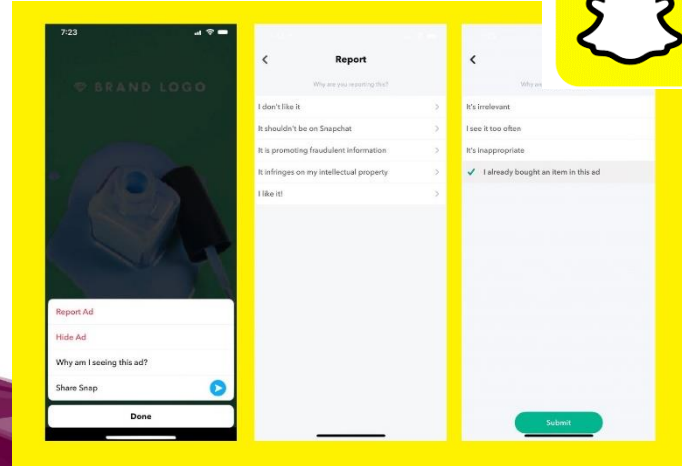 7:23
BRAND LOGO
Report Ad
Hide Ad
Why am I seeing this ad?
Share Snap
Done
Report
Why are you reporting this?
I don't like it
It shouldn't be on Snapchat
It is promoting fraudulent information
It infringes on my intellectual property
I like it!
Why are
It's irrelevant
I see it too often
It's inappropriate
I already bought an item in this ad
Submit